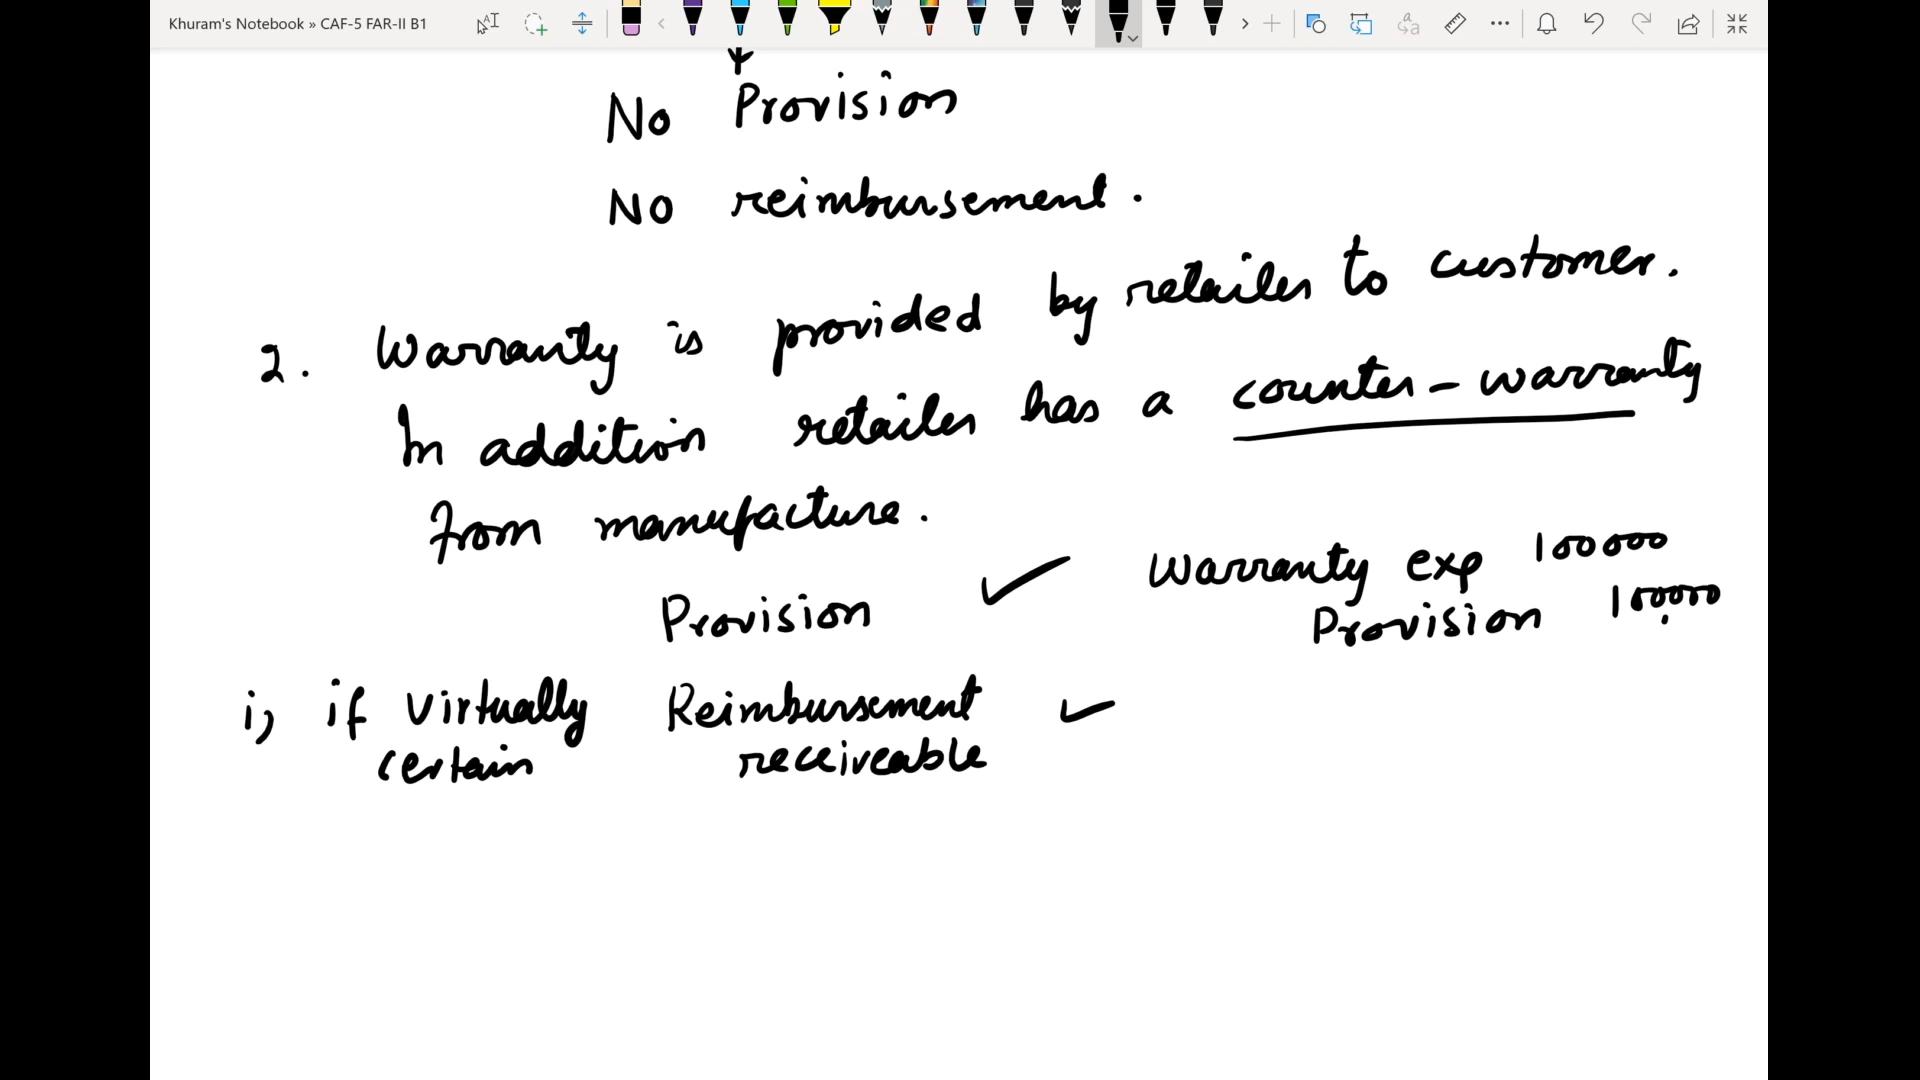 Khuram's Notebook » CAF-5 FAR-II B1
No Provision
No reimbursement.
2. Warranty is provided by retailer to customer.
In addition retailer has a counter-warranty
from manufacture.
Provision ✓ Warranty exp 100000
Provision 100000
i, if virtually Reimbursement ✓
certain receiveable